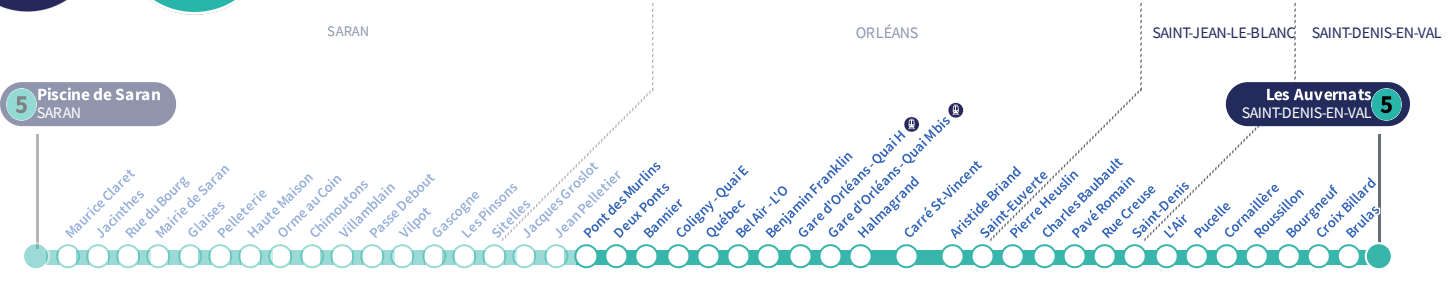 SARAN
ORLÉANS
SAINT-JEAN-LE-BLANC
SAINT-DENIS-EN-VAL
5
Piscine de Saran
SARAN
Les Auvernats
SAINT-DENIS-EN-VAL
5
Maurice Claret
Jacinthes
Rue du Bourg
Mairie de Saran
Glaises
Pelleterie
Haute Maison
Orme au Coin
Chimoutons
Villamblain
Passe Debout
Vilpot
Gascogne
Les Pinsons
Sitelles
Jacques Groslot
Jean Pelletier
Pont des Murlins
Deux Ponts
Bannier
Coligny - Quai E
Québec
Bel Air - L'O
Benjamin Franklin
Gare d'Orléans - Quai H
Gare d'Orléans - Quai Mbis
Halmagrand
Carré St-Vincent
Aristide Briand
Saint-Euverte
Pierre Heuslin
Charles Baubault
Pavé Romain
Rue Creuse
Saint-Denis
L'Air
Pucelle
Cornaillère
Roussillon
Bourgneuf
Croix Billard
Brulas